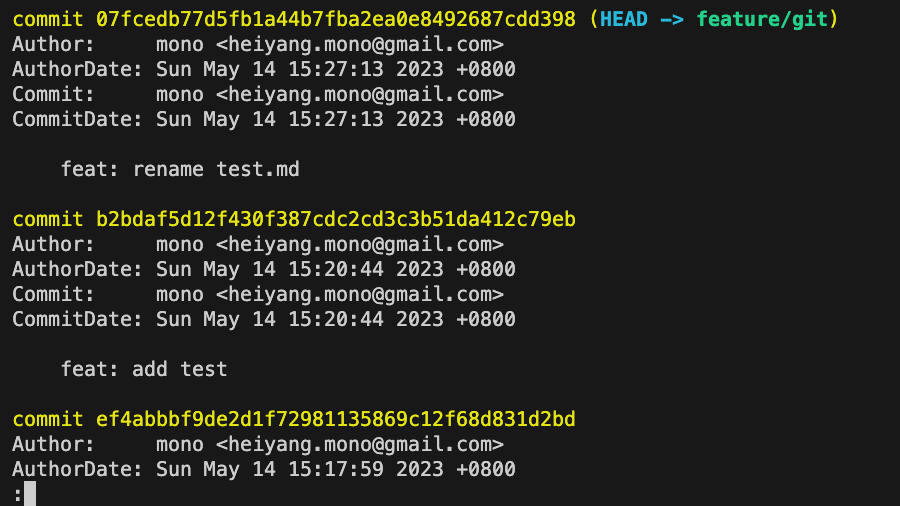 commit 07fcedb77d5fb1a44b7fba2ea0e8492687cdd398 (HEAD -> feature/git)
Author:     mono <heiyang.mono@gmail.com>
AuthorDate: Sun May 14 15:27:13 2023 +0800
Commit:     mono <heiyang.mono@gmail.com>
CommitDate: Sun May 14 15:27:13 2023 +0800
    feat: rename test.md
commit b2bdaf5d12f430f387cdc2cd3c3b51da412c79eb
Author:     mono <heiyang.mono@gmail.com>
AuthorDate: Sun May 14 15:20:44 2023 +0800
Commit:     mono <heiyang.mono@gmail.com>
CommitDate: Sun May 14 15:20:44 2023 +0800
    feat: add test
commit ef4abbbf9de2d1f72981135869c12f68d831d2bd
Author:     mono <heiyang.mono@gmail.com>
AuthorDate: Sun May 14 15:17:59 2023 +0800
: